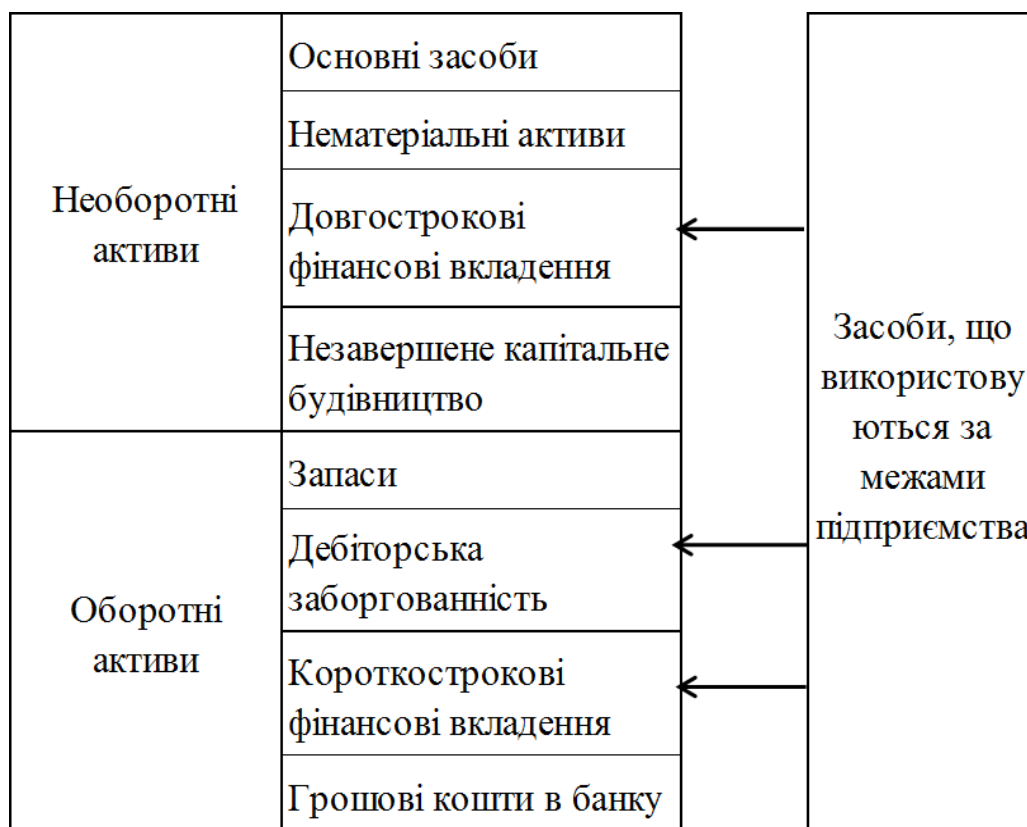 Необоротні
активи
Основні засоби
Нематеріальні активи
Довгострокові
фінансові вкладення
Незавершене капітальне
будівництво
Оборотні
активи
Запаси
Дебіторська
заборгованність
Короткострокові
фінансові вкладення
Грошові кошти в банку
Засоби, що
використову
ються за
межами
підприємства